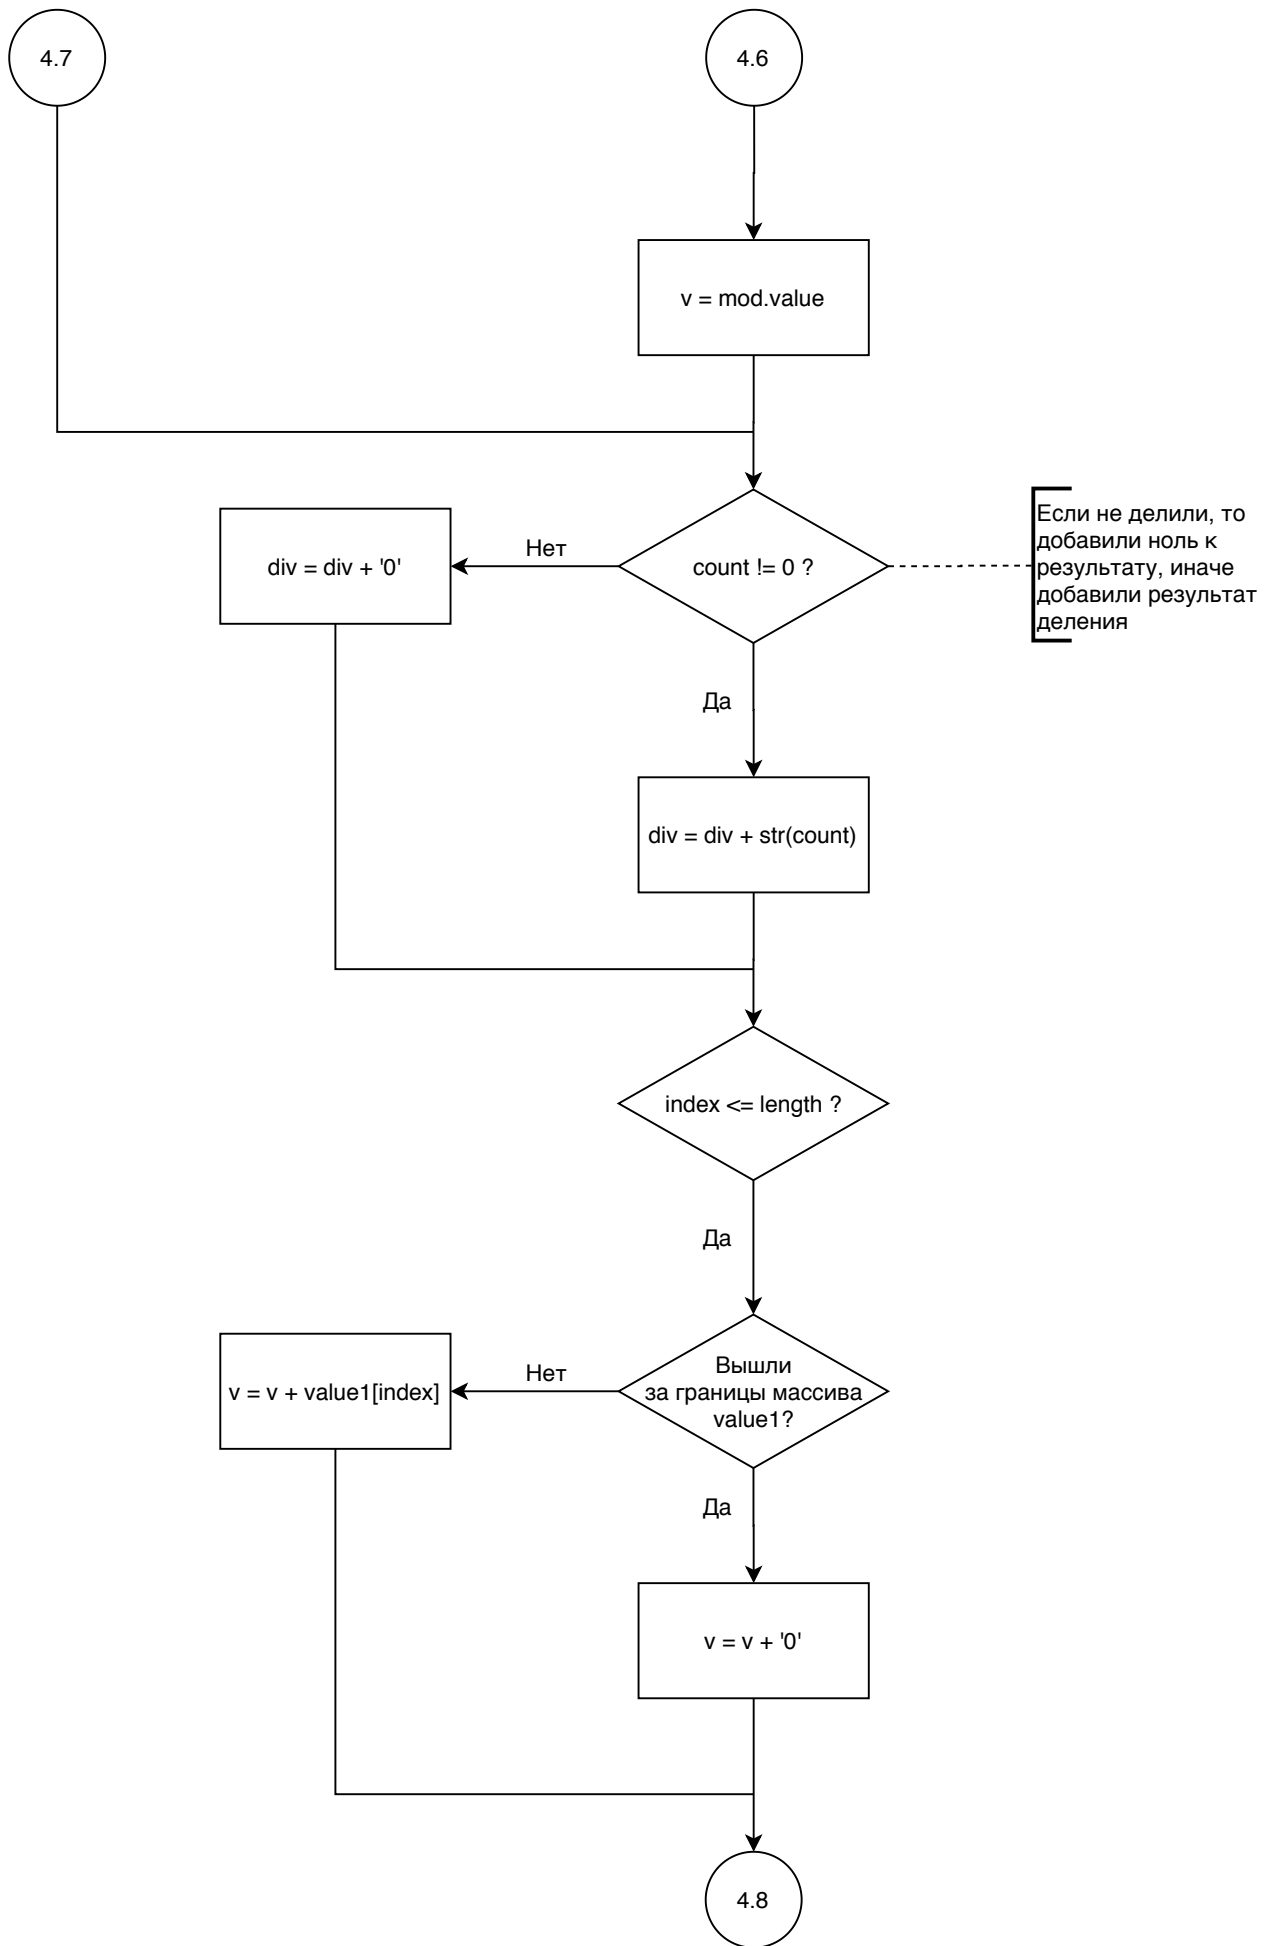 4.7
4.6
v = mod.value
div = div + '0'
Нет
count != 0 ?
Если не делили, то
добавили ноль к
результату, иначе
добавили результат
деления
Да
div = div + str(count)
index <= length ?
Да
v = v + value1[index]
Нет
Вышли
за границы массива
value1?
Да
v = v + '0'
4.8